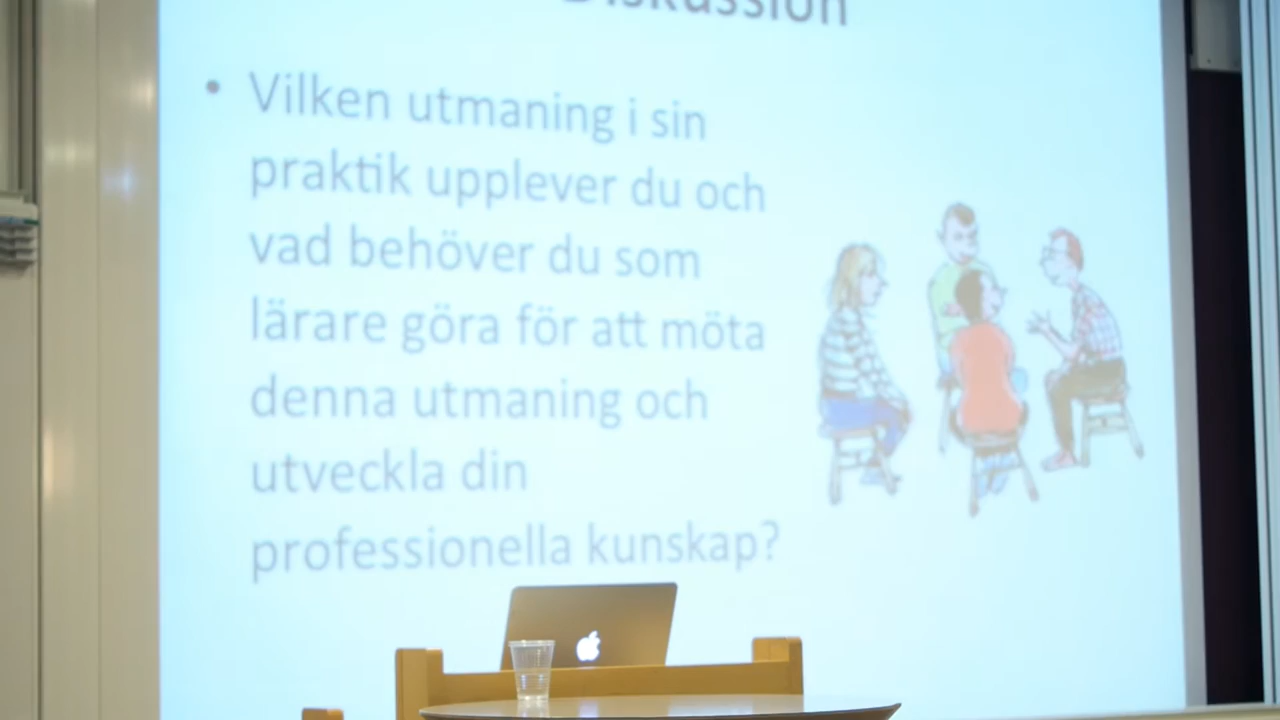 Diskussion
• Vilken utmaning i sin
praktik upplever du och
vad behöver du som
lärare göra för att möta
denna utmaning och
utveckla din
professionella kunskap?